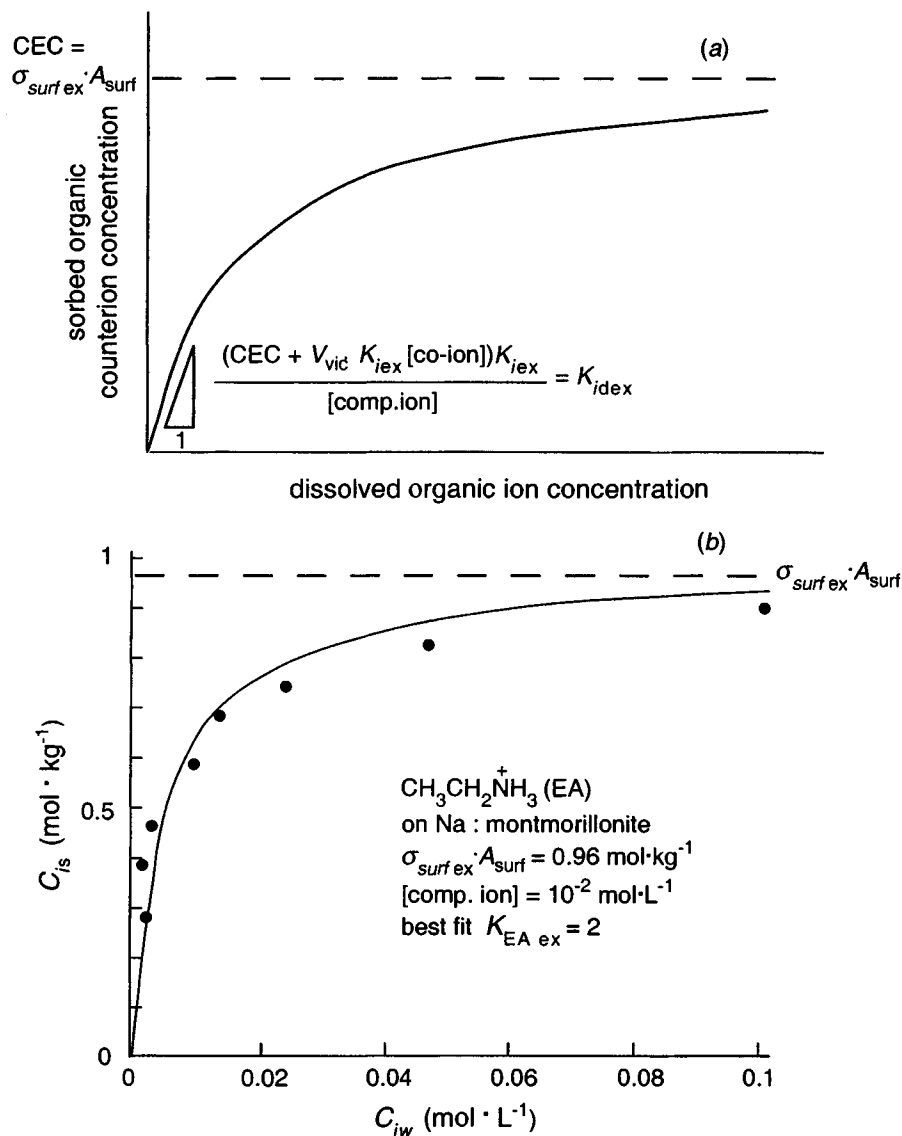 (a)
CEC =
σsurf ex·Asurf
sorbed organic
counterion concentration
(CEC + Vvid Kiex [co-ion])Kiex
[comp.ion]
= Kidex
1
dissolved organic ion concentration
(b)
1
σsurf ex·Asurf
Cis (mol · kg⁻¹)
0.5
CH₃CH₂N⁺H₃ (EA)
on Na : montmorillonite
σsurf ex·Asurf = 0.96 mol·kg⁻¹
[comp. ion] = 10⁻² mol·L⁻¹
best fit KEA ex = 2
0
0 0.02 0.04 0.06 0.08 0.1
Ciw (mol · L⁻¹)